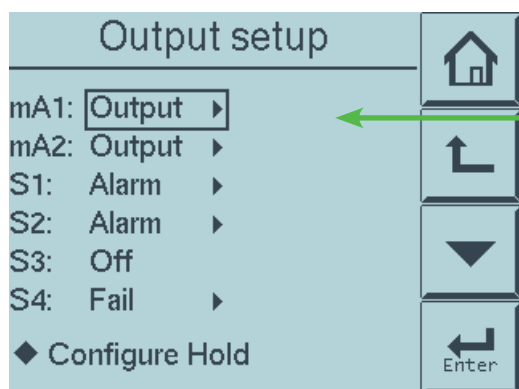 Output setup
mA1: Output
mA2: Output
S1: Alarm
S2: Alarm
S3: Off
S4: Fail
Configure Hold
Enter